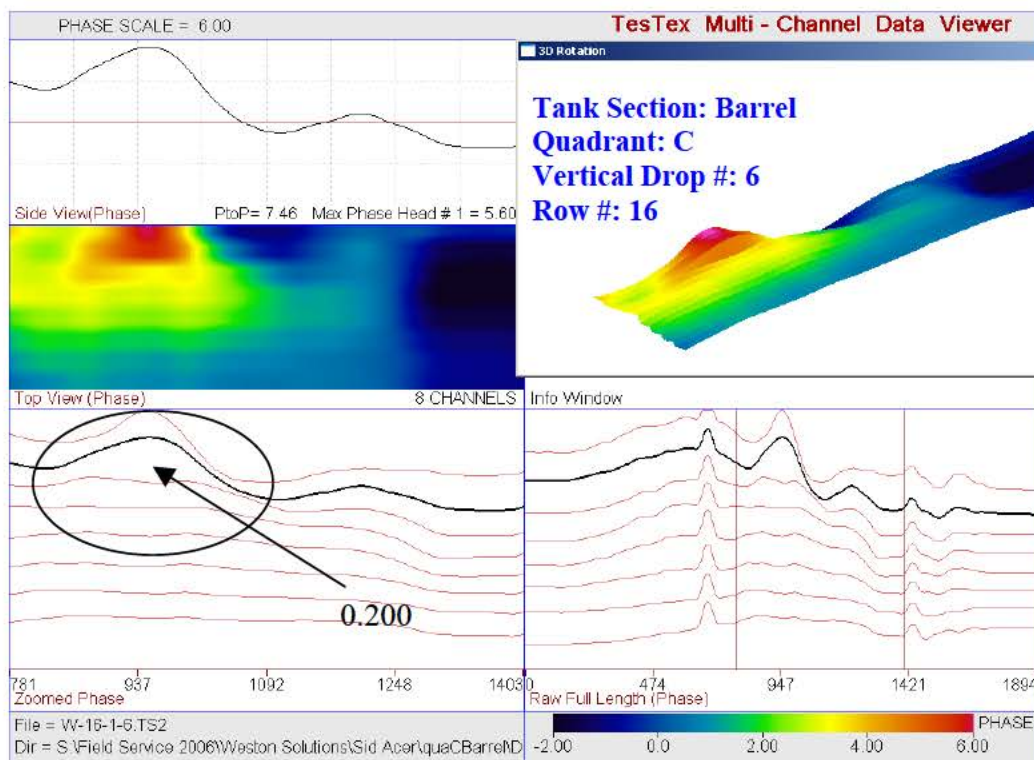 PHASE SCALE = 6.00
TesTex Multi - Channel Data Viewer
3D Rotation
Tank Section: Barrel
Quadrant: C
Vertical Drop #: 6
Row #: 16
Side View(Phase) PtoP= 7.46 Max Phase Head # 1 = 5.60
Top View (Phase) 8 CHANNELS
Info Window
0.200
781 937 1092 1248 1403
Zoomed Phase
0 474 947 1421 1894
Raw Full Length (Phase)
File = W-16-1-6.TS2
Dir = S:\Field Service 2006\Weston Solutions\Sid Acer\quaCBarrel\D
PHASE
-2.00 0.0 2.00 4.00 6.00